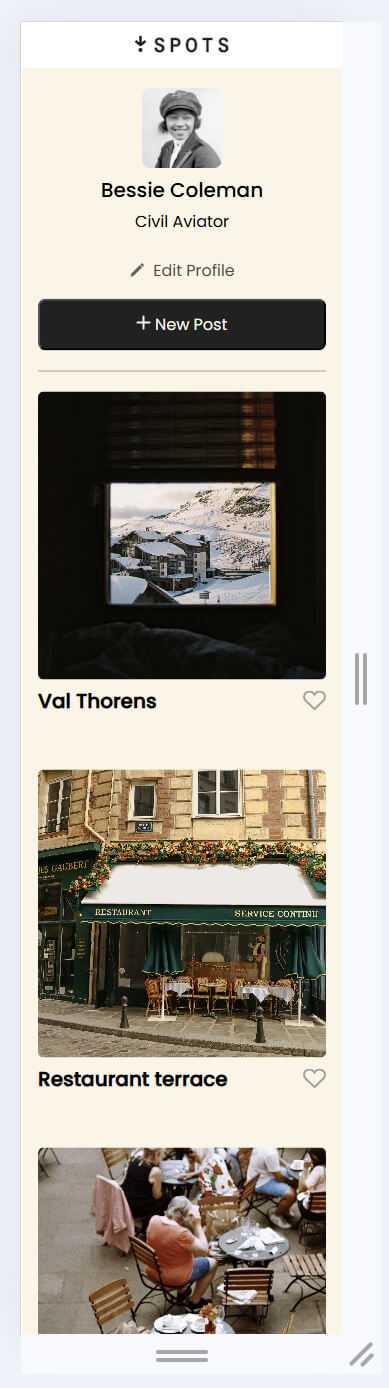 SPOTS
Bessie Coleman
Civil Aviator
Edit Profile
New Post
Val Thorens
RESTAURANT
SERVICE CONTINU
Restaurant terrace